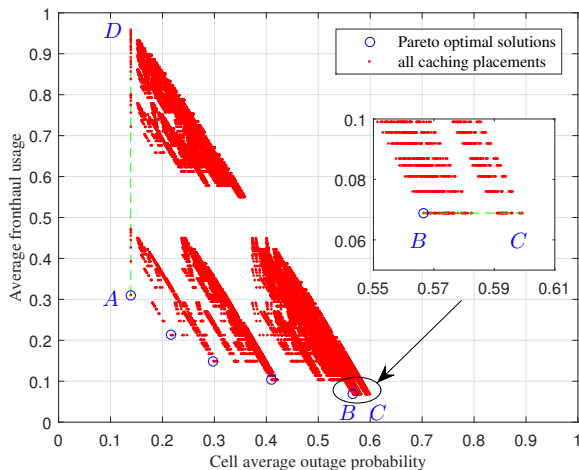 1
0.9
0.8
0.7
0.6
0.5
0.4
0.3
0.2
0.1
0
Average fronthaul usage
D
A
B C
Pareto optimal solutions
all caching placements
0.1
0.08
0.06
B C
0.55 0.57 0.59 0.61
0 0.1 0.2 0.3 0.4 0.5 0.6 0.7 0.8 0.9 1
Cell average outage probability